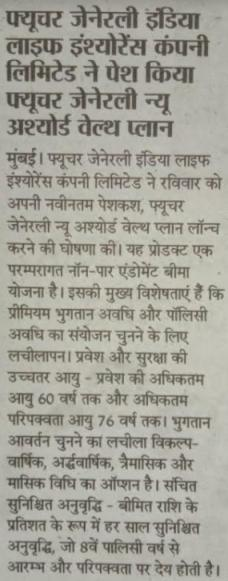 फ्यूचर जेनेरली इंडिया
लाइफ इंश्योरेंस कंपनी
लिमिटेड ने पेश किया
फ्यूचर जेनेरली न्यू
अश्योर्ड वेल्थ प्लान
मुंबई। फ्यूचर जेनेरली इंडिया लाइफ
इंश्योरेंस कंपनी लिमिटेड ने रविवार को
अपनी नवीनतम पेशकश, फ्यूचर
जेनेरली न्यू अश्योर्ड वेल्थ प्लान लॉन्च
करने की घोषणा की। यह प्रोडक्ट एक
परम्परागत नॉन-पार एंडोमेंट बीमा
योजना है। इसकी मुख्य विशेषताएं हैं कि
प्रीमियम भुगतान अवधि और पॉलिसी
अवधि का संयोजन चुनने के लिए
लचीलापन। प्रवेश और सुरक्षा की
उच्चतर आयु - प्रवेश की अधिकतम
आयु 60 वर्ष तक और अधिकतम
परिपक्वता आयु 76 वर्ष तक। भुगतान
आवर्तन चुनने का लचीला विकल्प-
वार्षिक, अर्द्धवार्षिक, त्रैमासिक और
मासिक विधि का ऑप्शन है। संचित
सुनिश्चित अनुवृद्धि - बीमित राशि के
प्रतिशत के रूप में हर साल सुनिश्चित
अनुवृद्धि, जो 8वें पालिसी वर्ष से
आरम्भ और परिपक्वता पर देय होती है।